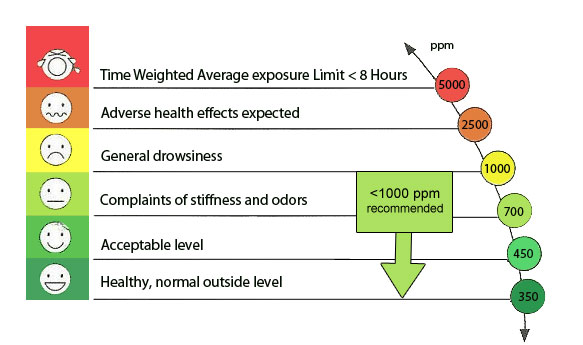 ppm
Time Weighted Average exposure Limit < 8 Hours
5000
Adverse health effects expected
2500
General drowsiness
1000
<1000 ppm
recommended
Complaints of stiffness and odors
700
Acceptable level
450
Healthy, normal outside level
350